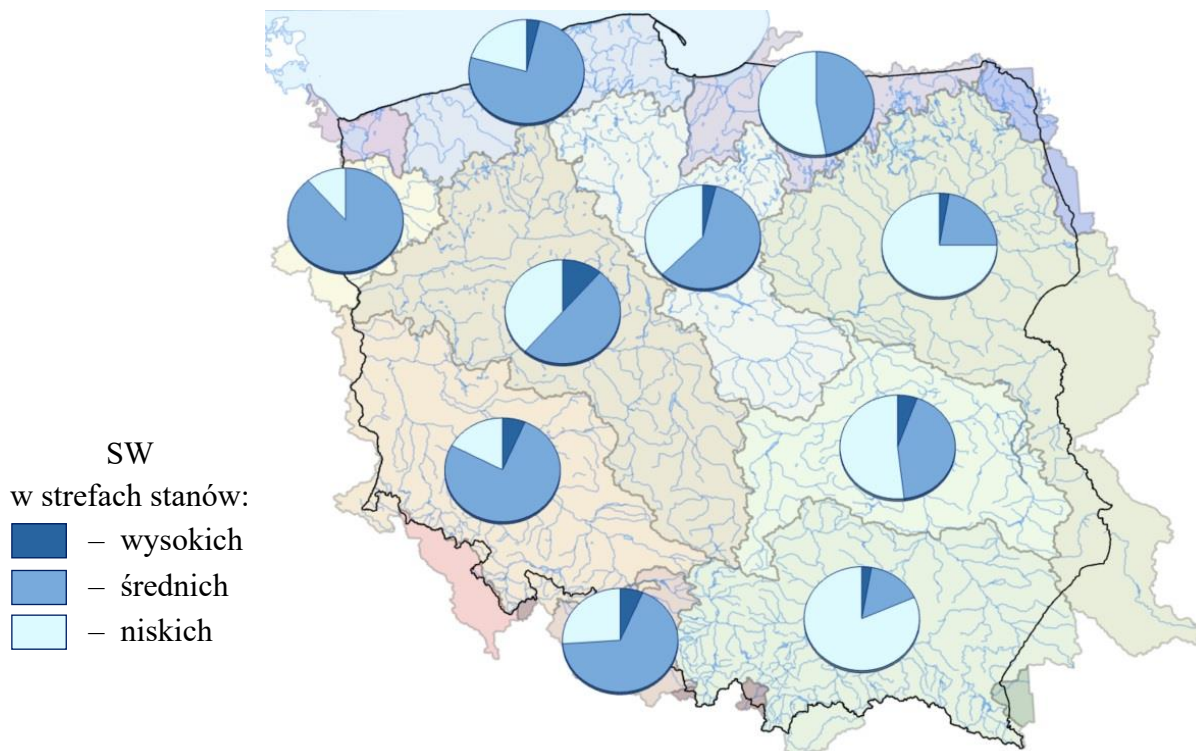 SW
w strefach stanów:
– wysokich
– średnich
– niskich